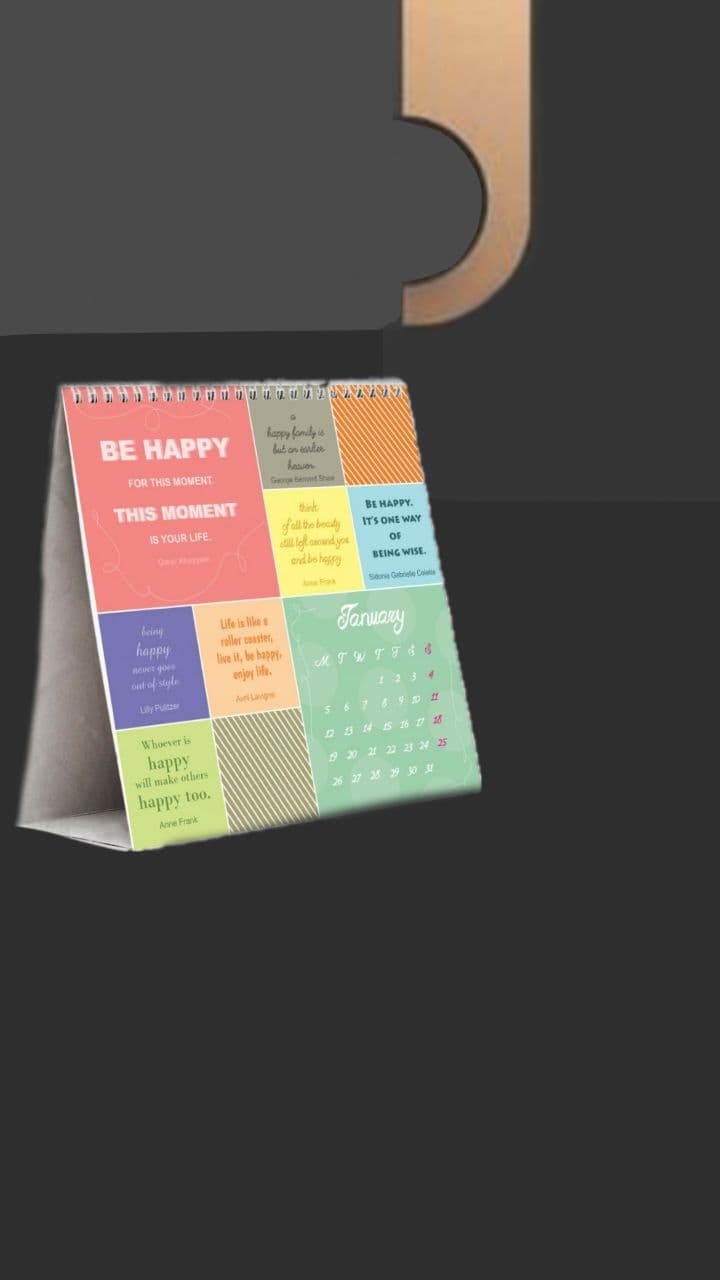 BE HAPPY
FOR THIS MOMENT.
THIS MOMENT
IS YOUR LIFE.
Omar Khayyam
a
happy family is
but an earlier
heaven
George Bernard Shaw
think
of all the beauty
still left around you
and be happy.
Anne Frank
BE HAPPY.
IT'S ONE WAY
OF
BEING WISE.
Sidonie Gabrielle Colette
being
happy
never goes
out of style
Lilly Pulitzer
Life is like a
roller coaster,
live it, be happy,
enjoy life.
Avril Lavigne
Whoever is
happy
will make others
happy too.
Anne Frank
January
M T W T F S S
1 2 3 4
5 6 7 8 9 10 11
12 13 14 15 16 17 18
19 20 21 22 23 24 25
26 27 28 29 30 31